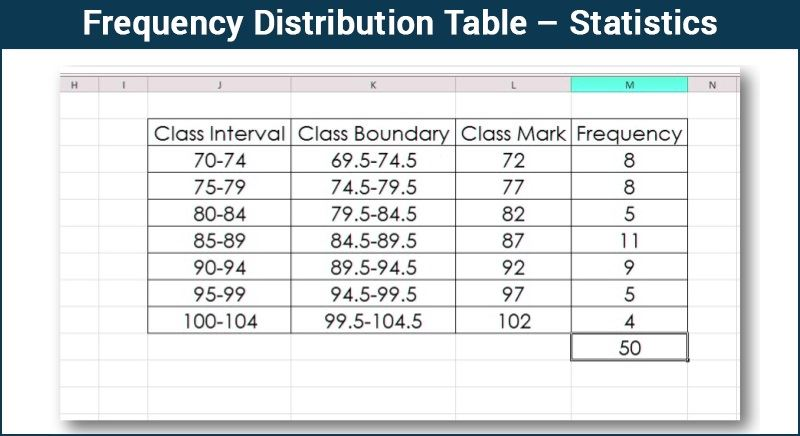 Frequency Distribution Table – Statistics
H I J K L M N
Class Interval Class Boundary Class Mark Frequency
70-74 69.5-74.5 72 8
75-79 74.5-79.5 77 8
80-84 79.5-84.5 82 5
85-89 84.5-89.5 87 11
90-94 89.5-94.5 92 9
95-99 94.5-99.5 97 5
100-104 99.5-104.5 102 4
50